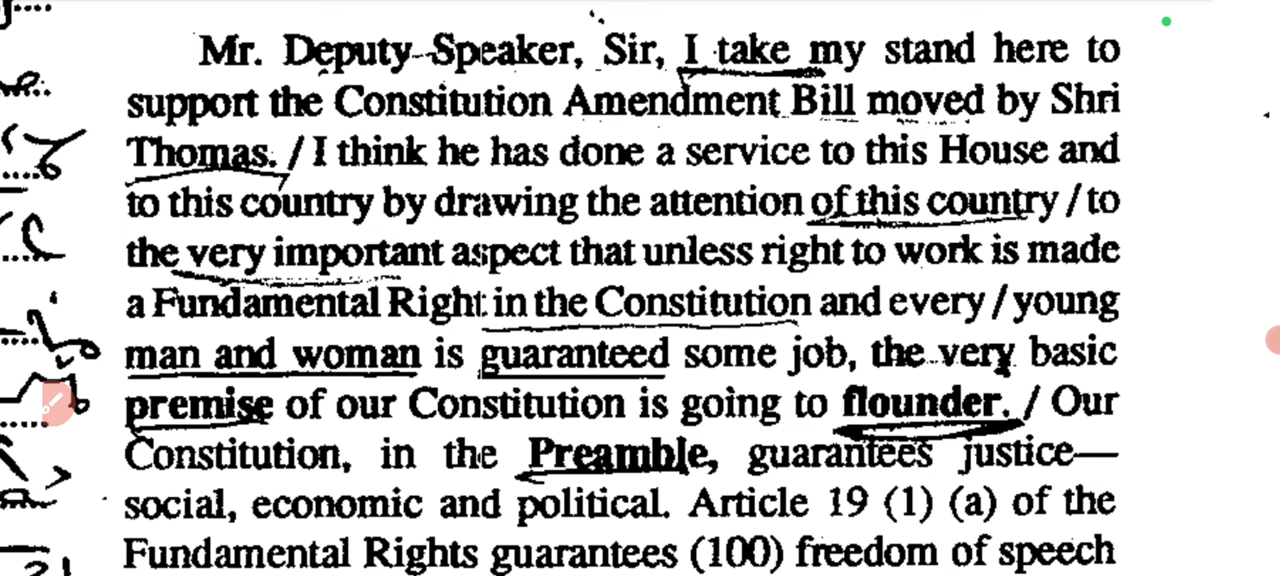 Mr. Deputy Speaker, Sir, I take my stand here to
support the Constitution Amendment Bill moved by Shri
Thomas. / I think he has done a service to this House and
to this country by drawing the attention of this country / to
the very important aspect that unless right to work is made
a Fundamental Right in the Constitution and every / young
man and woman is guaranteed some job, the very basic
premise of our Constitution is going to flounder. / Our
Constitution, in the Preamble, guarantees justice—
social, economic and political. Article 19 (1) (a) of the
Fundamental Rights guarantees (100) freedom of speech